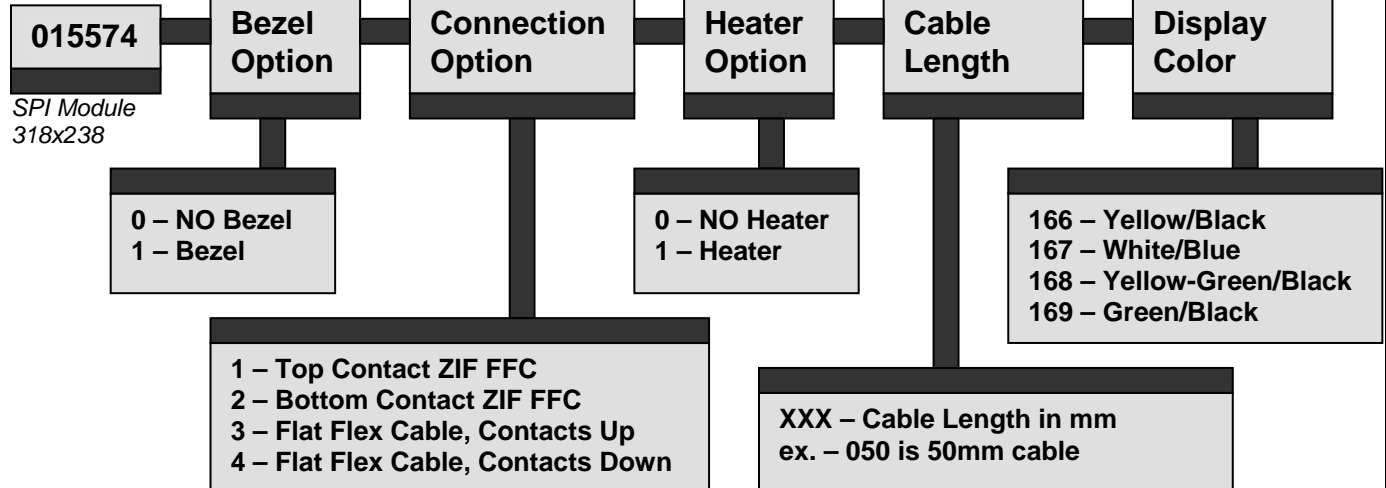 015574
SPI Module
318x238
Bezel
Option
Connection
Option
Heater
Option
Cable
Length
Display
Color
0 – NO Bezel
1 – Bezel
0 – NO Heater
1 – Heater
166 – Yellow/Black
167 – White/Blue
168 – Yellow-Green/Black
169 – Green/Black
1 – Top Contact ZIF FFC
2 – Bottom Contact ZIF FFC
3 – Flat Flex Cable, Contacts Up
4 – Flat Flex Cable, Contacts Down
XXX – Cable Length in mm
ex. – 050 is 50mm cable